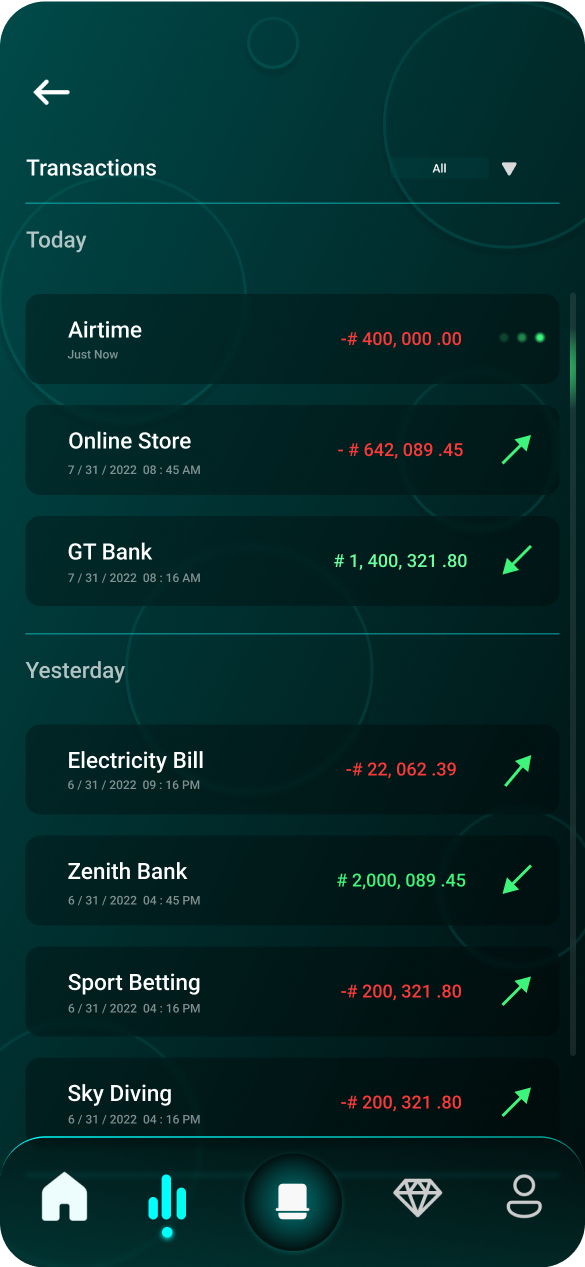 Transactions
All
Today
Airtime
Just Now
-# 400, 000 .00
Online Store
7 / 31 / 2022 08 : 45 AM
- # 642, 089 .45
GT Bank
7 / 31 / 2022 08 : 16 AM
# 1, 400, 321 .80
Yesterday
Electricity Bill
6 / 31 / 2022 09 : 16 PM
-# 22, 062 .39
Zenith Bank
6 / 31 / 2022 04 : 45 PM
# 2,000, 089 .45
Sport Betting
6 / 31 / 2022 04 : 16 PM
-# 200, 321 .80
Sky Diving
6 / 31 / 2022 04 : 16 PM
-# 200, 321 .80